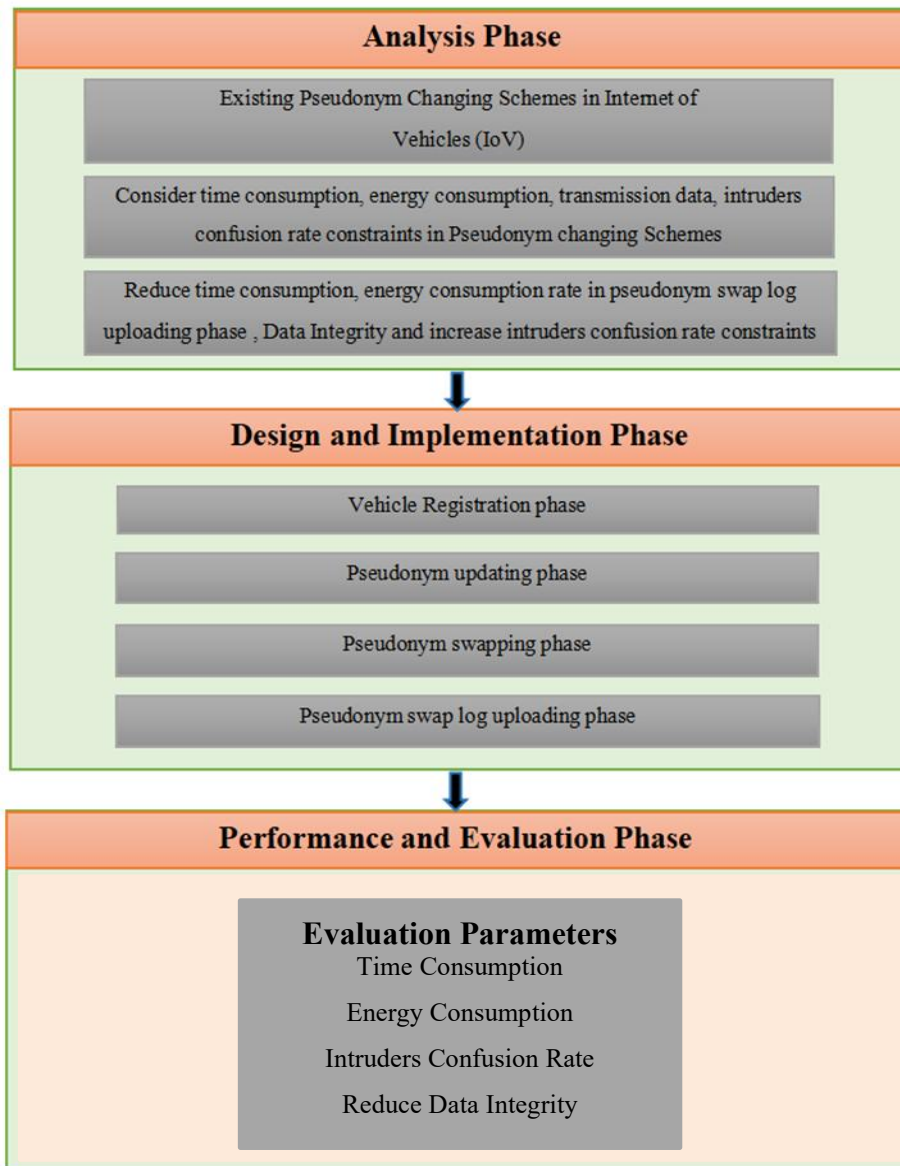 Analysis Phase
Existing Pseudonym Changing Schemes in Internet of
Vehicles (IoV)
Consider time consumption, energy consumption, transmission data, intruders
confusion rate constraints in Pseudonym changing Schemes
Reduce time consumption, energy consumption rate in pseudonym swap log
uploading phase , Data Integrity and increase intruders confusion rate constraints
Design and Implementation Phase
Vehicle Registration phase
Pseudonym updating phase
Pseudonym swapping phase
Pseudonym swap log uploading phase
Performance and Evaluation Phase
Evaluation Parameters
Time Consumption
Energy Consumption
Intruders Confusion Rate
Reduce Data Integrity